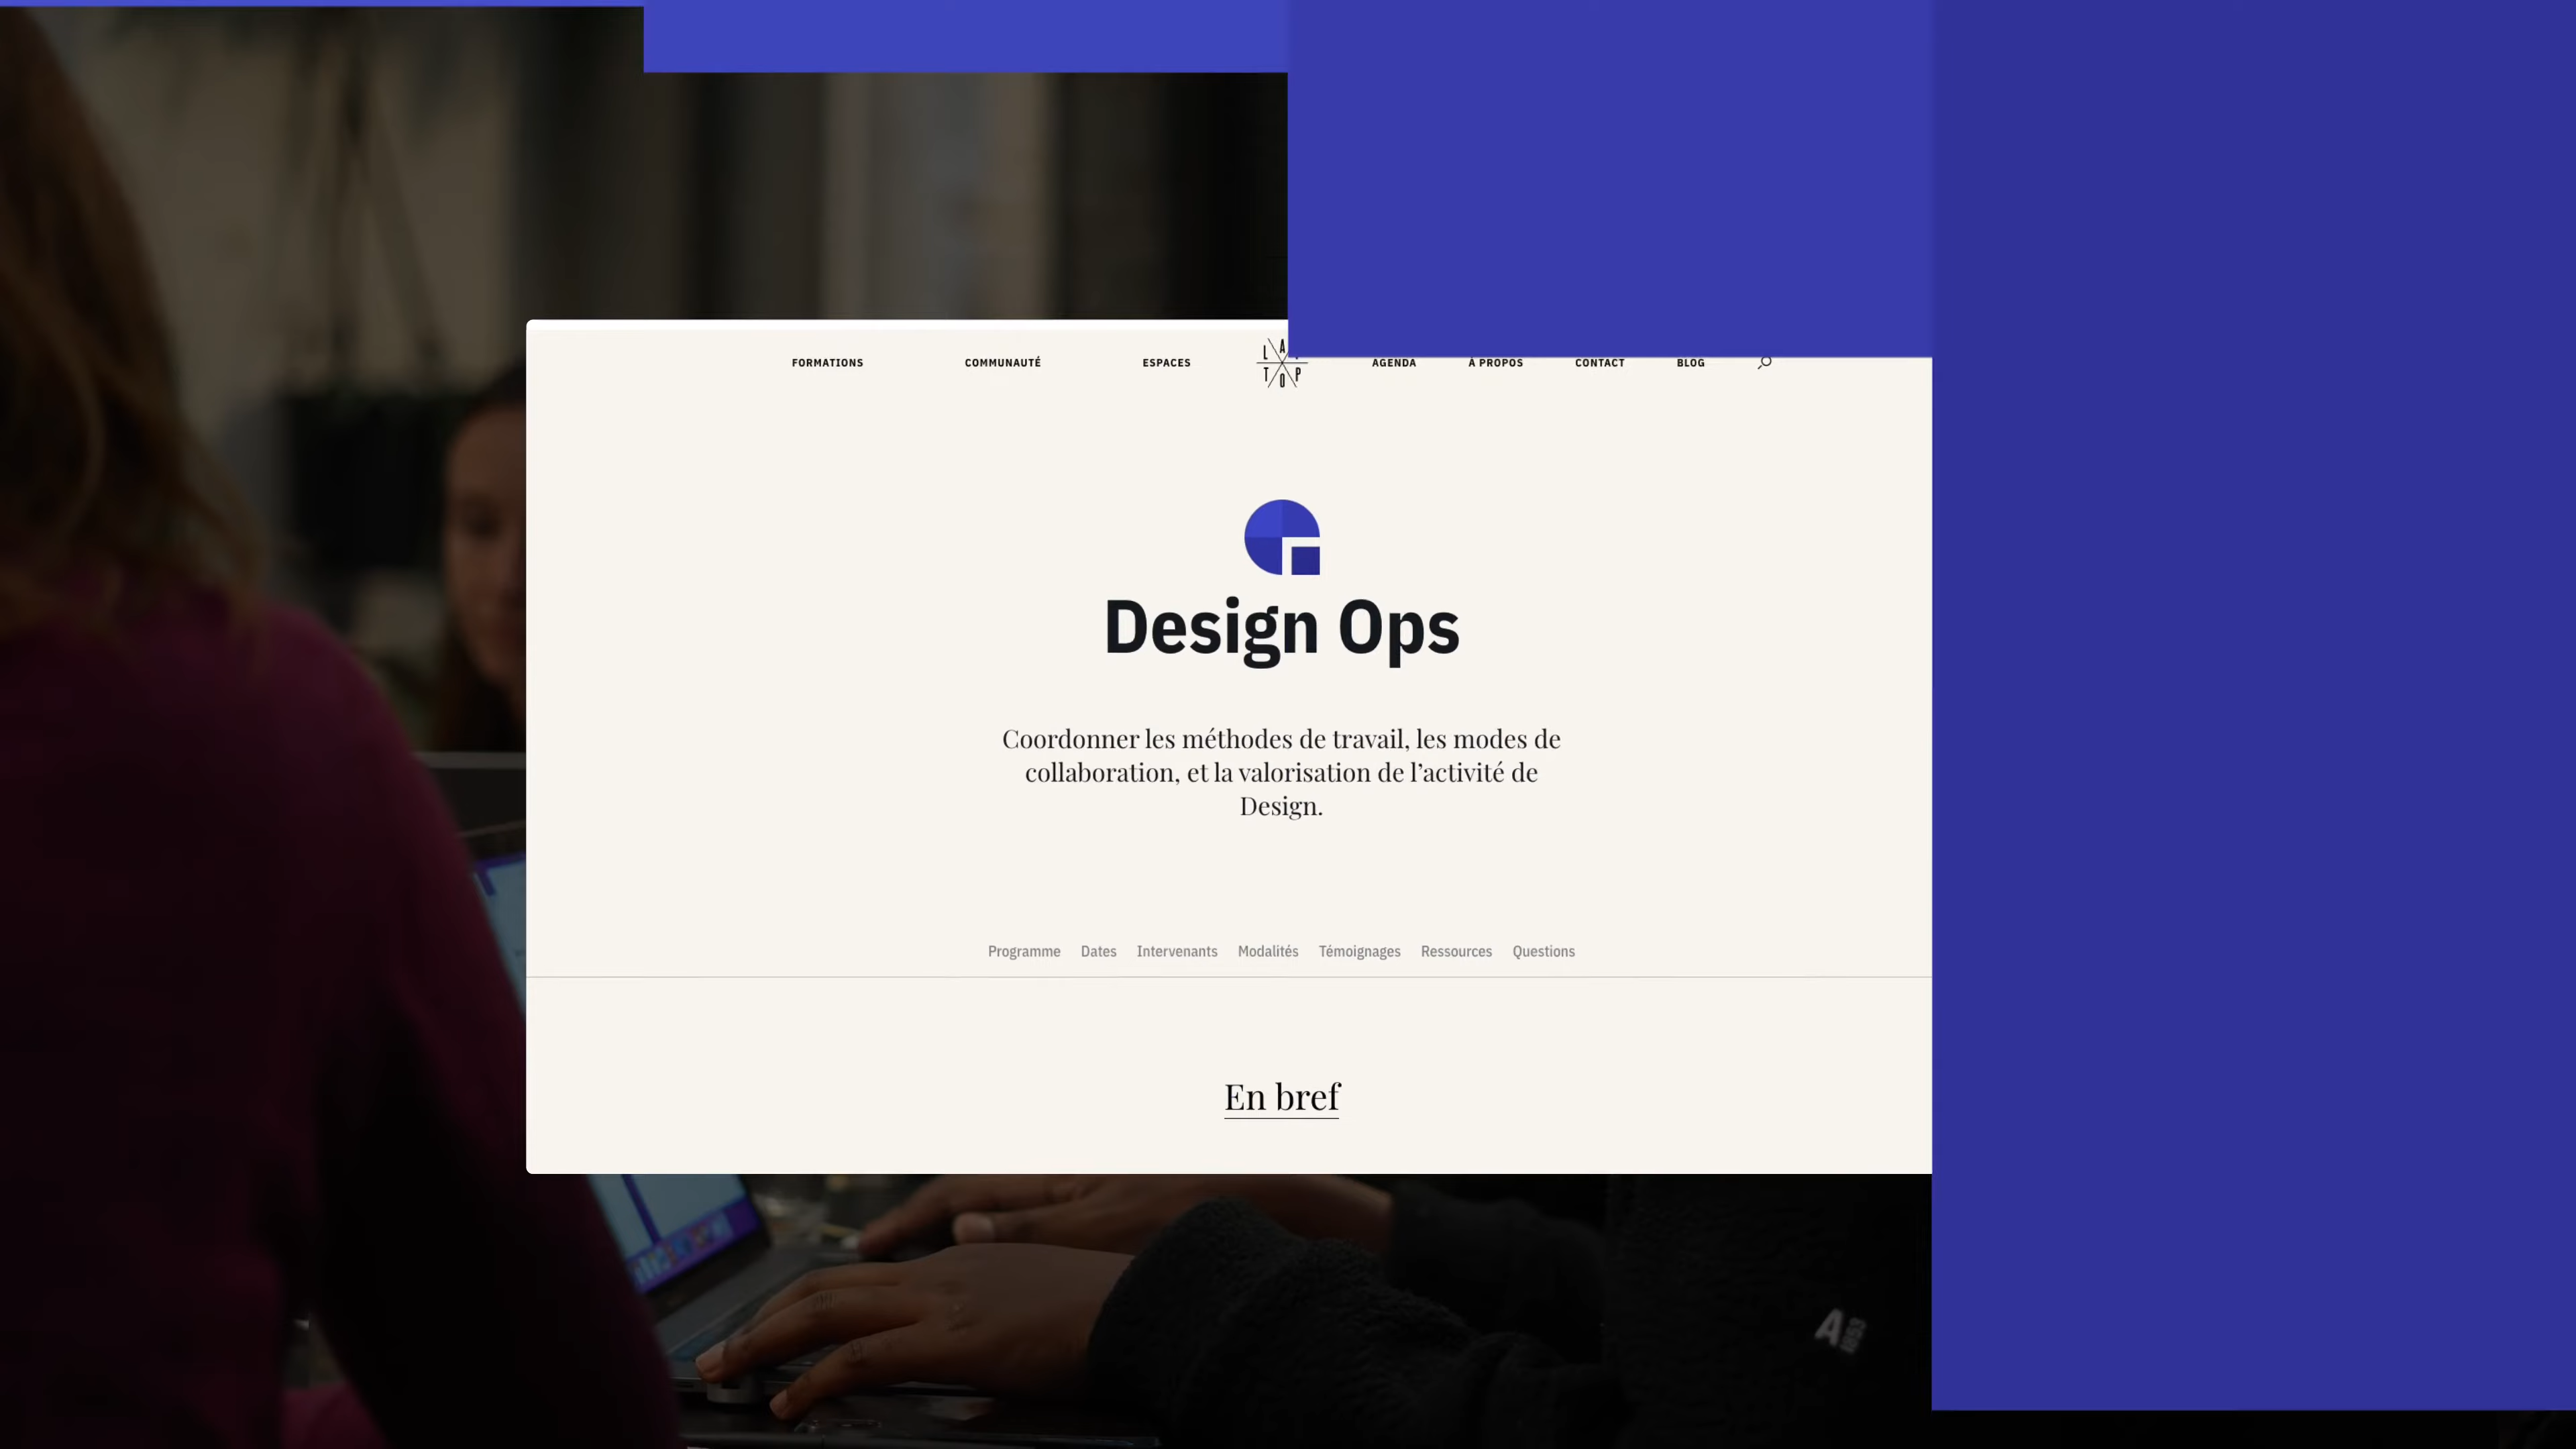 FORMATIONS COMMUNAUTÉ ESPACES AGENDA À PROPOS CONTACT BLOG
L A
T O P
Design Ops
Coordonner les méthodes de travail, les modes de
collaboration, et la valorisation de l’activité de
Design.
Programme Dates Intervenants Modalités Témoignages Ressources Questions
En bref
A